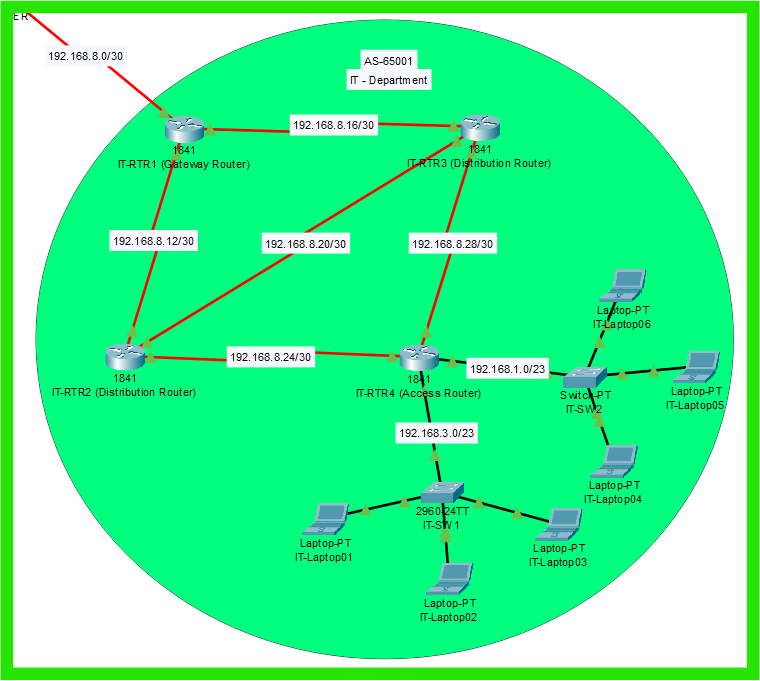 ER
192.168.8.0/30
AS-65001
IT - Department
192.168.8.16/30
1841
IT-RTR1 (Gateway Router)
1841
IT-RTR3 (Distribution Router)
192.168.8.12/30
192.168.8.20/30
192.168.8.28/30
Laptop-PT
IT-Laptop06
192.168.8.24/30
1841
IT-RTR2 (Distribution Router)
1841
IT-RTR4 (Access Router)
192.168.1.0/23
Switch-PT
IT-SW2
Laptop-PT
IT-Laptop05
192.168.3.0/23
Laptop-PT
IT-Laptop04
2960-24TT
IT-SW1
Laptop-PT
IT-Laptop01
Laptop-PT
IT-Laptop03
Laptop-PT
IT-Laptop02